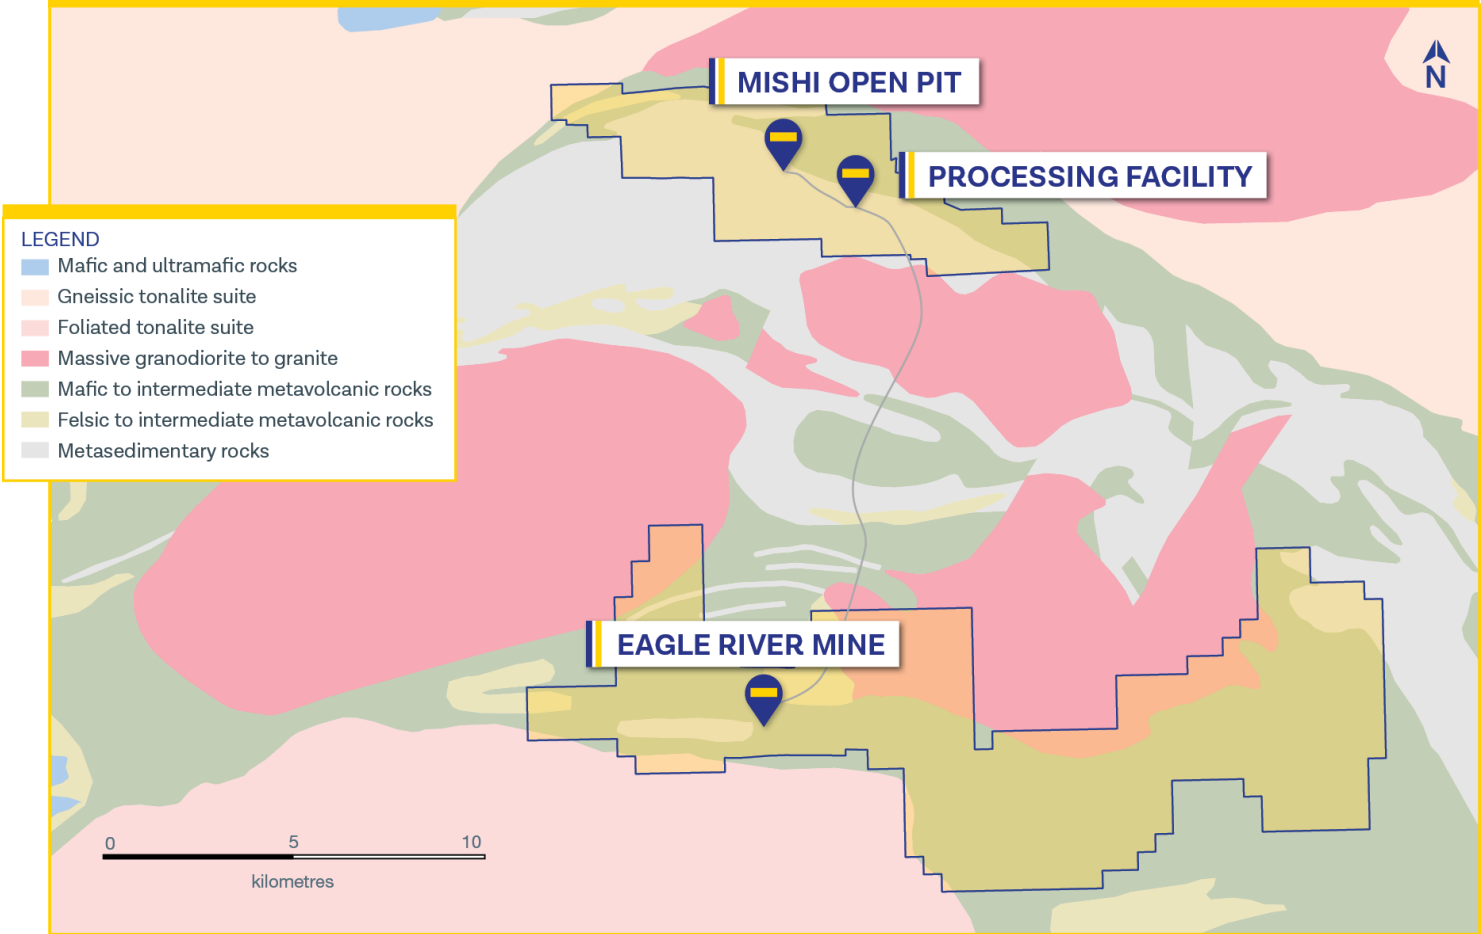 MISHI OPEN PIT
N
PROCESSING FACILITY
LEGEND
Mafic and ultramafic rocks
Gneissic tonalite suite
Foliated tonalite suite
Massive granodiorite to granite
Mafic to intermediate metavolcanic rocks
Felsic to intermediate metavolcanic rocks
Metasedimentary rocks
EAGLE RIVER MINE
0 5 10
kilometres